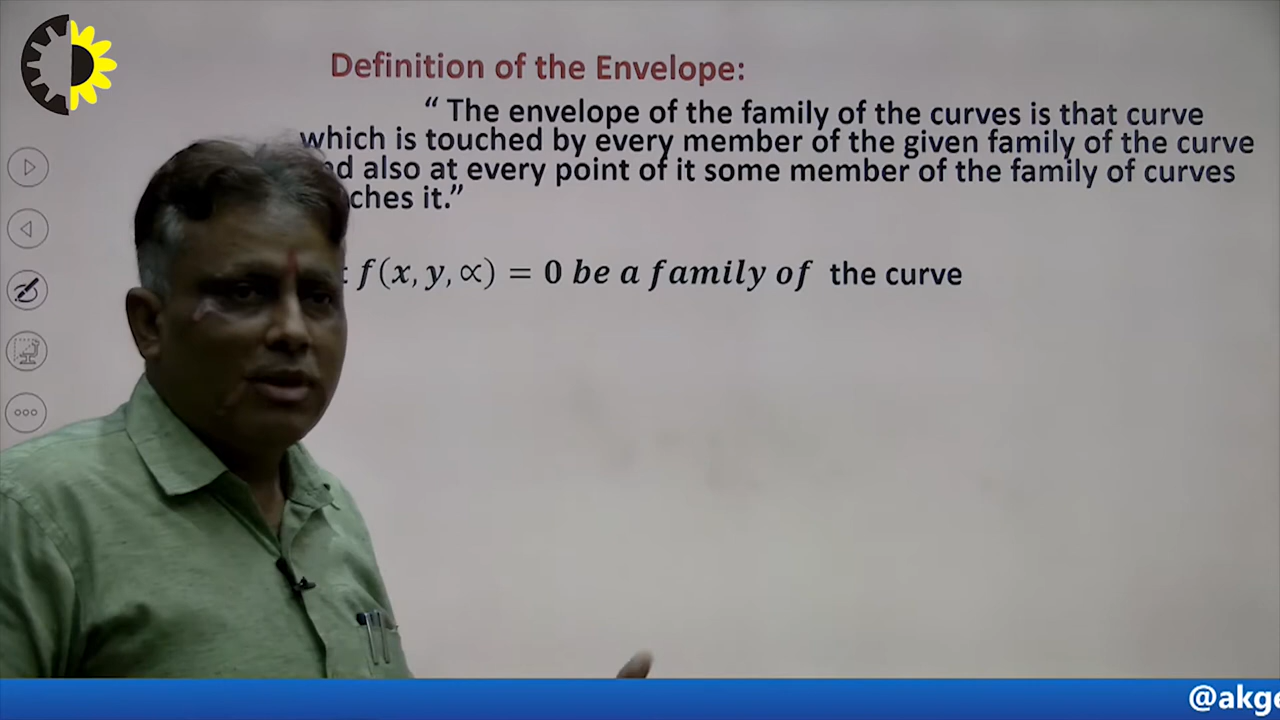 Definition of the Envelope:
“ The envelope of the family of the curves is that curve
which is touched by every member of the given family of the curve
also at every point of it some member of the family of curves
it.”
f(x, y, ∝) = 0 be a family of the curve